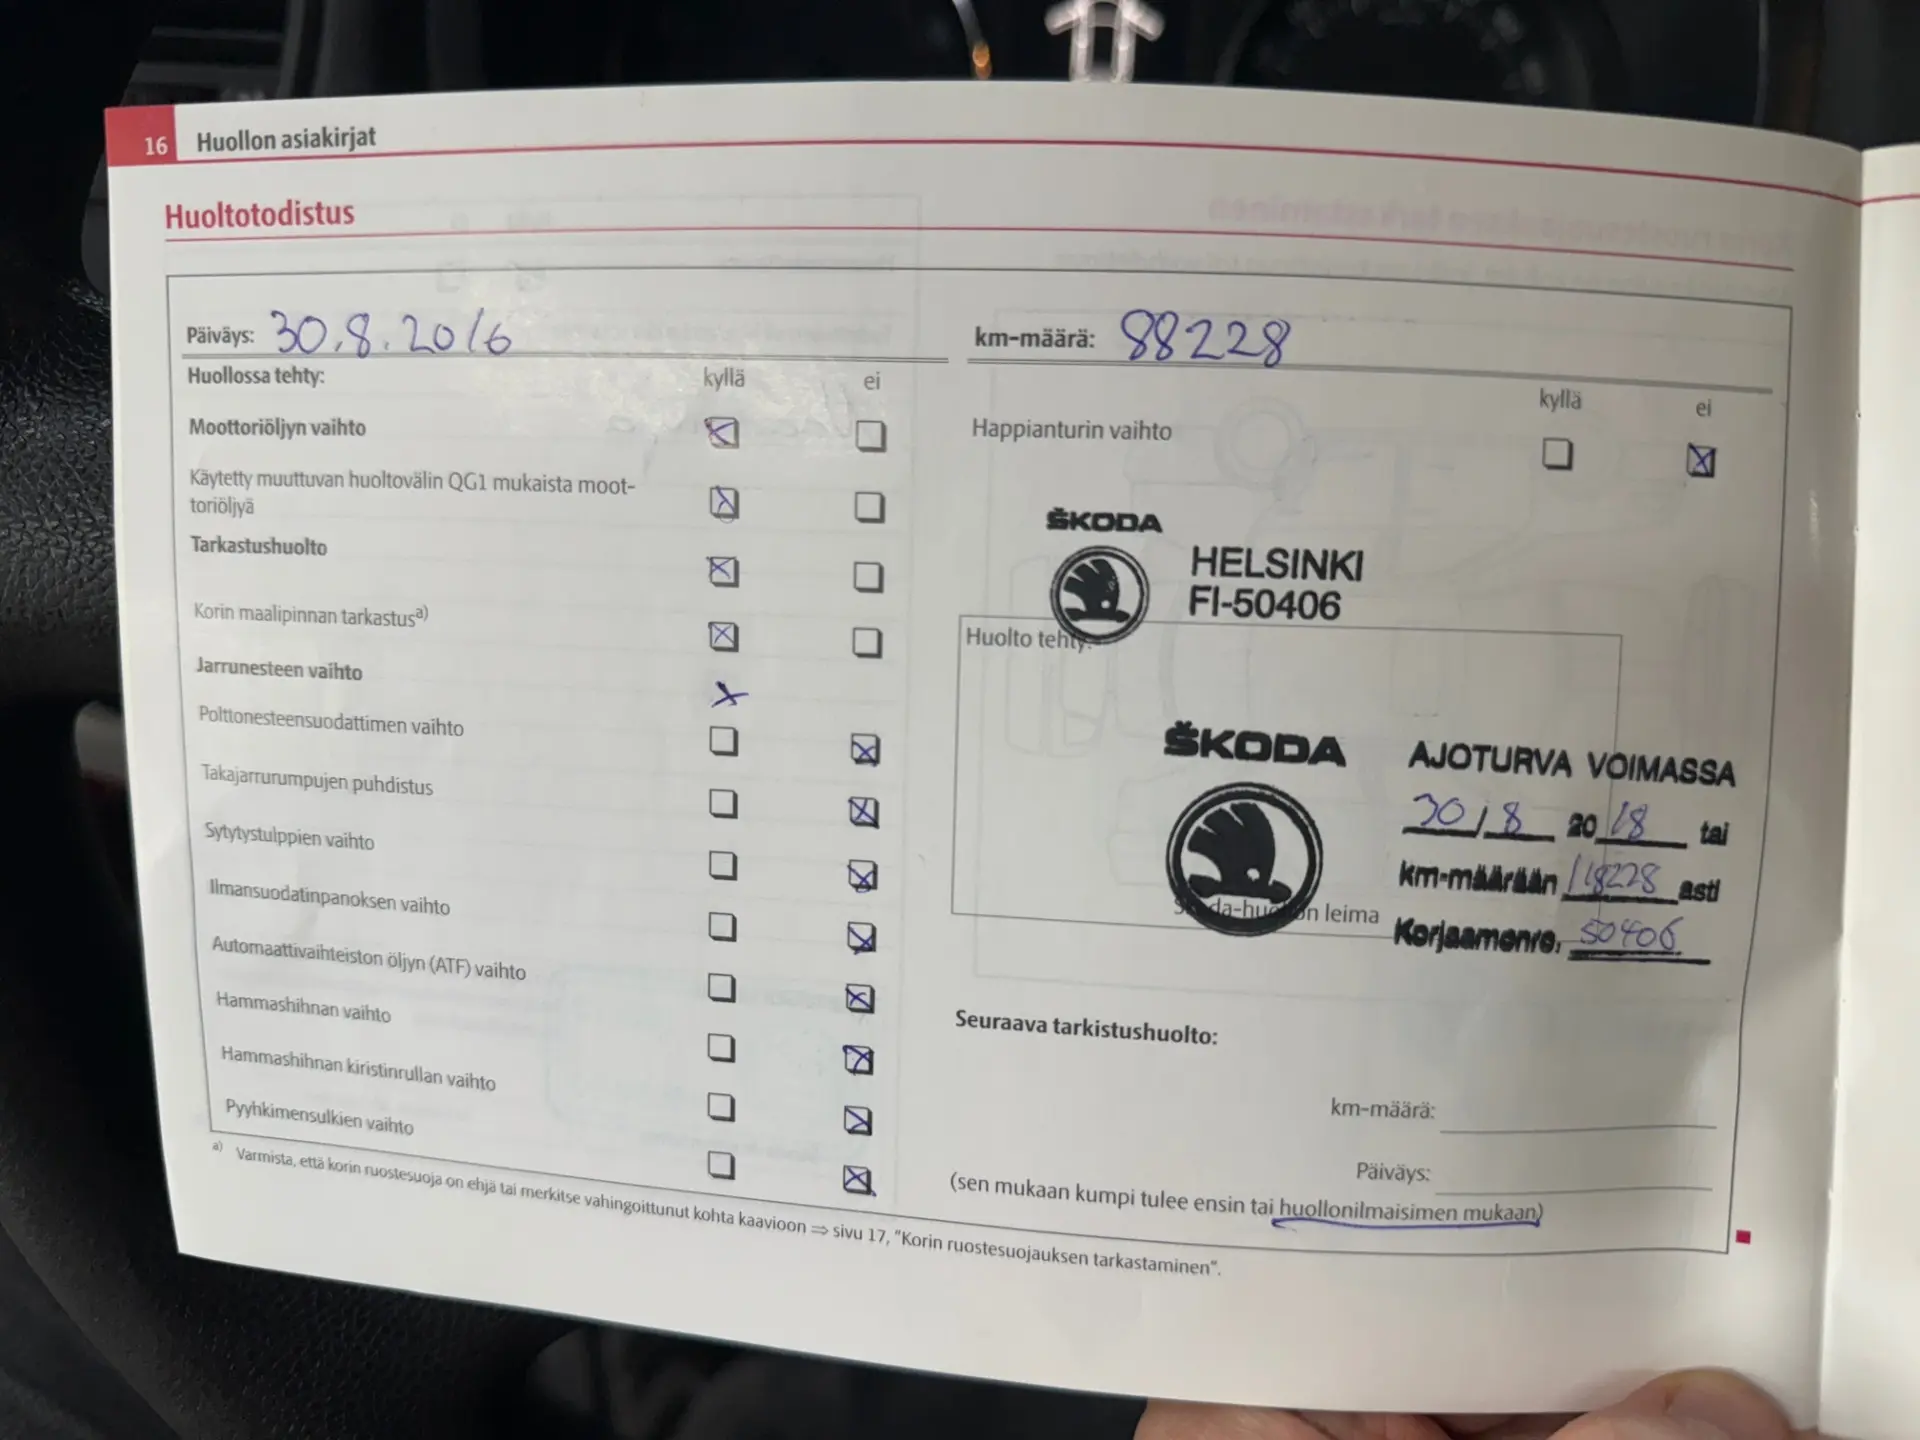 16 Huollon asiakirjat
Huoltotodistus
Päiväys: 30.8.2016
km-määrä: 88228
Huollossa tehty: kyllä ei
Moottoriöljyn vaihto
Käytetty muuttuvan huoltovälin QG1 mukaista moot-
toriöljyä
Tarkastushuolto
Korin maalipinnan tarkastusa)
Jarrunesteen vaihto
Polttonesteensuodattimen vaihto
Takajarrurumpujen puhdistus
Sytytystulppien vaihto
Ilmansuodatinpanoksen vaihto
Automaattivaihteiston öljyn (ATF) vaihto
Hammashihnan vaihto
Hammashihnan kiristinrullan vaihto
Pyyhkimensulkien vaihto
kyllä ei
Happianturin vaihto
ŠKODA
HELSINKI
FI-50406
Huolto tehty:
ŠKODA
AJOTURVA VOIMASSA
30/8 2018 tai
km-määrään 118228 asti
Korjaamonro. 50406
Skoda-huollon leima
Seuraava tarkistushuolto:
km-määrä:
Päiväys:
(sen mukaan kumpi tulee ensin tai huollonilmaisimen mukaan)
a) Varmista, että korin ruostesuoja on ehjä tai merkitse vahingoittunut kohta kaavioon ⇒ sivu 17, "Korin ruostesuojauksen tarkastaminen".